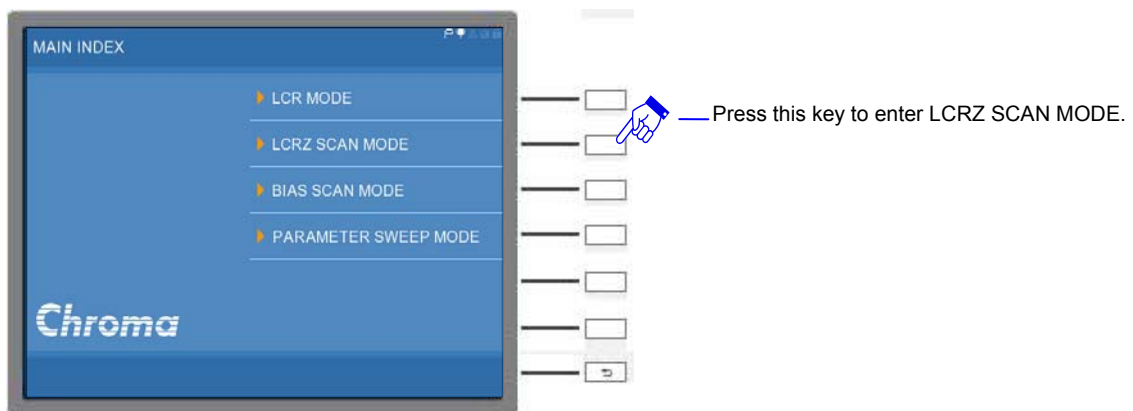 MAIN INDEX
LCR MODE
LCRZ SCAN MODE
BIAS SCAN MODE
PARAMETER SWEEP MODE
Chroma
Press this key to enter LCRZ SCAN MODE.